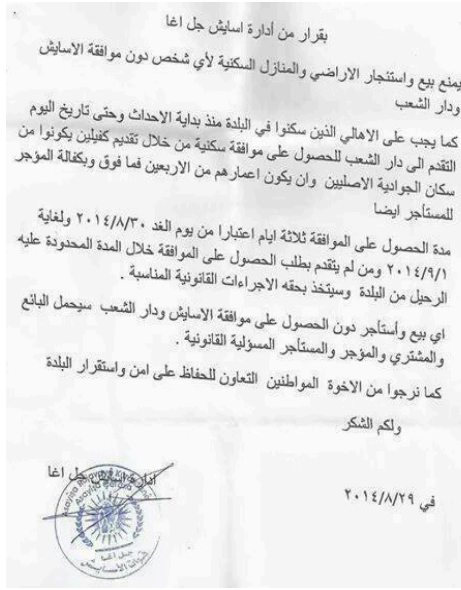 بقرار من أدارة اسايش جل اغا
يمنع بيع واستنجار الاراضي والمنازل السكنية لأي شخص دون موافقة الاسايش
ودار الشعب
كما يجب على الاهالي الذين سكنوا في البلدة منذ بداية الاحداث وحتى تاريخ اليوم
التقدم الى دار الشعب للحصول على موافقة سكنية من خلال تقديم كفيلين يكونوا من
سكان الجوادية الاصليين وان يكون اعمارهم من الاربعين فما فوق وبكفالة المؤجر
للمستأجر ايضا
مدة الحصول على الموافقة ثلاثة ايام اعتبارا من يوم الغد ٢٠١٤/٨/٣٠ ولغاية
٢٠١٤/٩/١ ومن لم يتقدم بطلب الحصول على الموافقة خلال المدة المحدودة عليه
الرحيل من البلدة وسيتخذ بحقه الاجراءات القانونية المناسبة .
اي بيع وأستأجر دون الحصول على موافقة الاسايش ودار الشعب سيحمل البائع
والمشتري والمؤجر والمستأجر المسؤلية القانونية .
كما نرجوا من الاخوة المواطنين التعاون للحفاظ على امن واستقرار البلدة
ولكم الشكر
ادارة اسايش جل اغا
في ٢٠١٤/٨/٢٩
جل اغا
قوات الأسايش